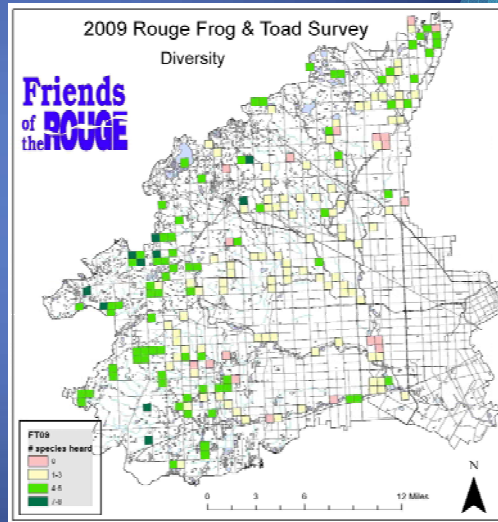 2009 Rouge Frog & Toad Survey
Diversity
Friends
of
the ROUGE
FT09
# species heard
0
1-3
4-6
7-8
N
0 3 6 12 Miles